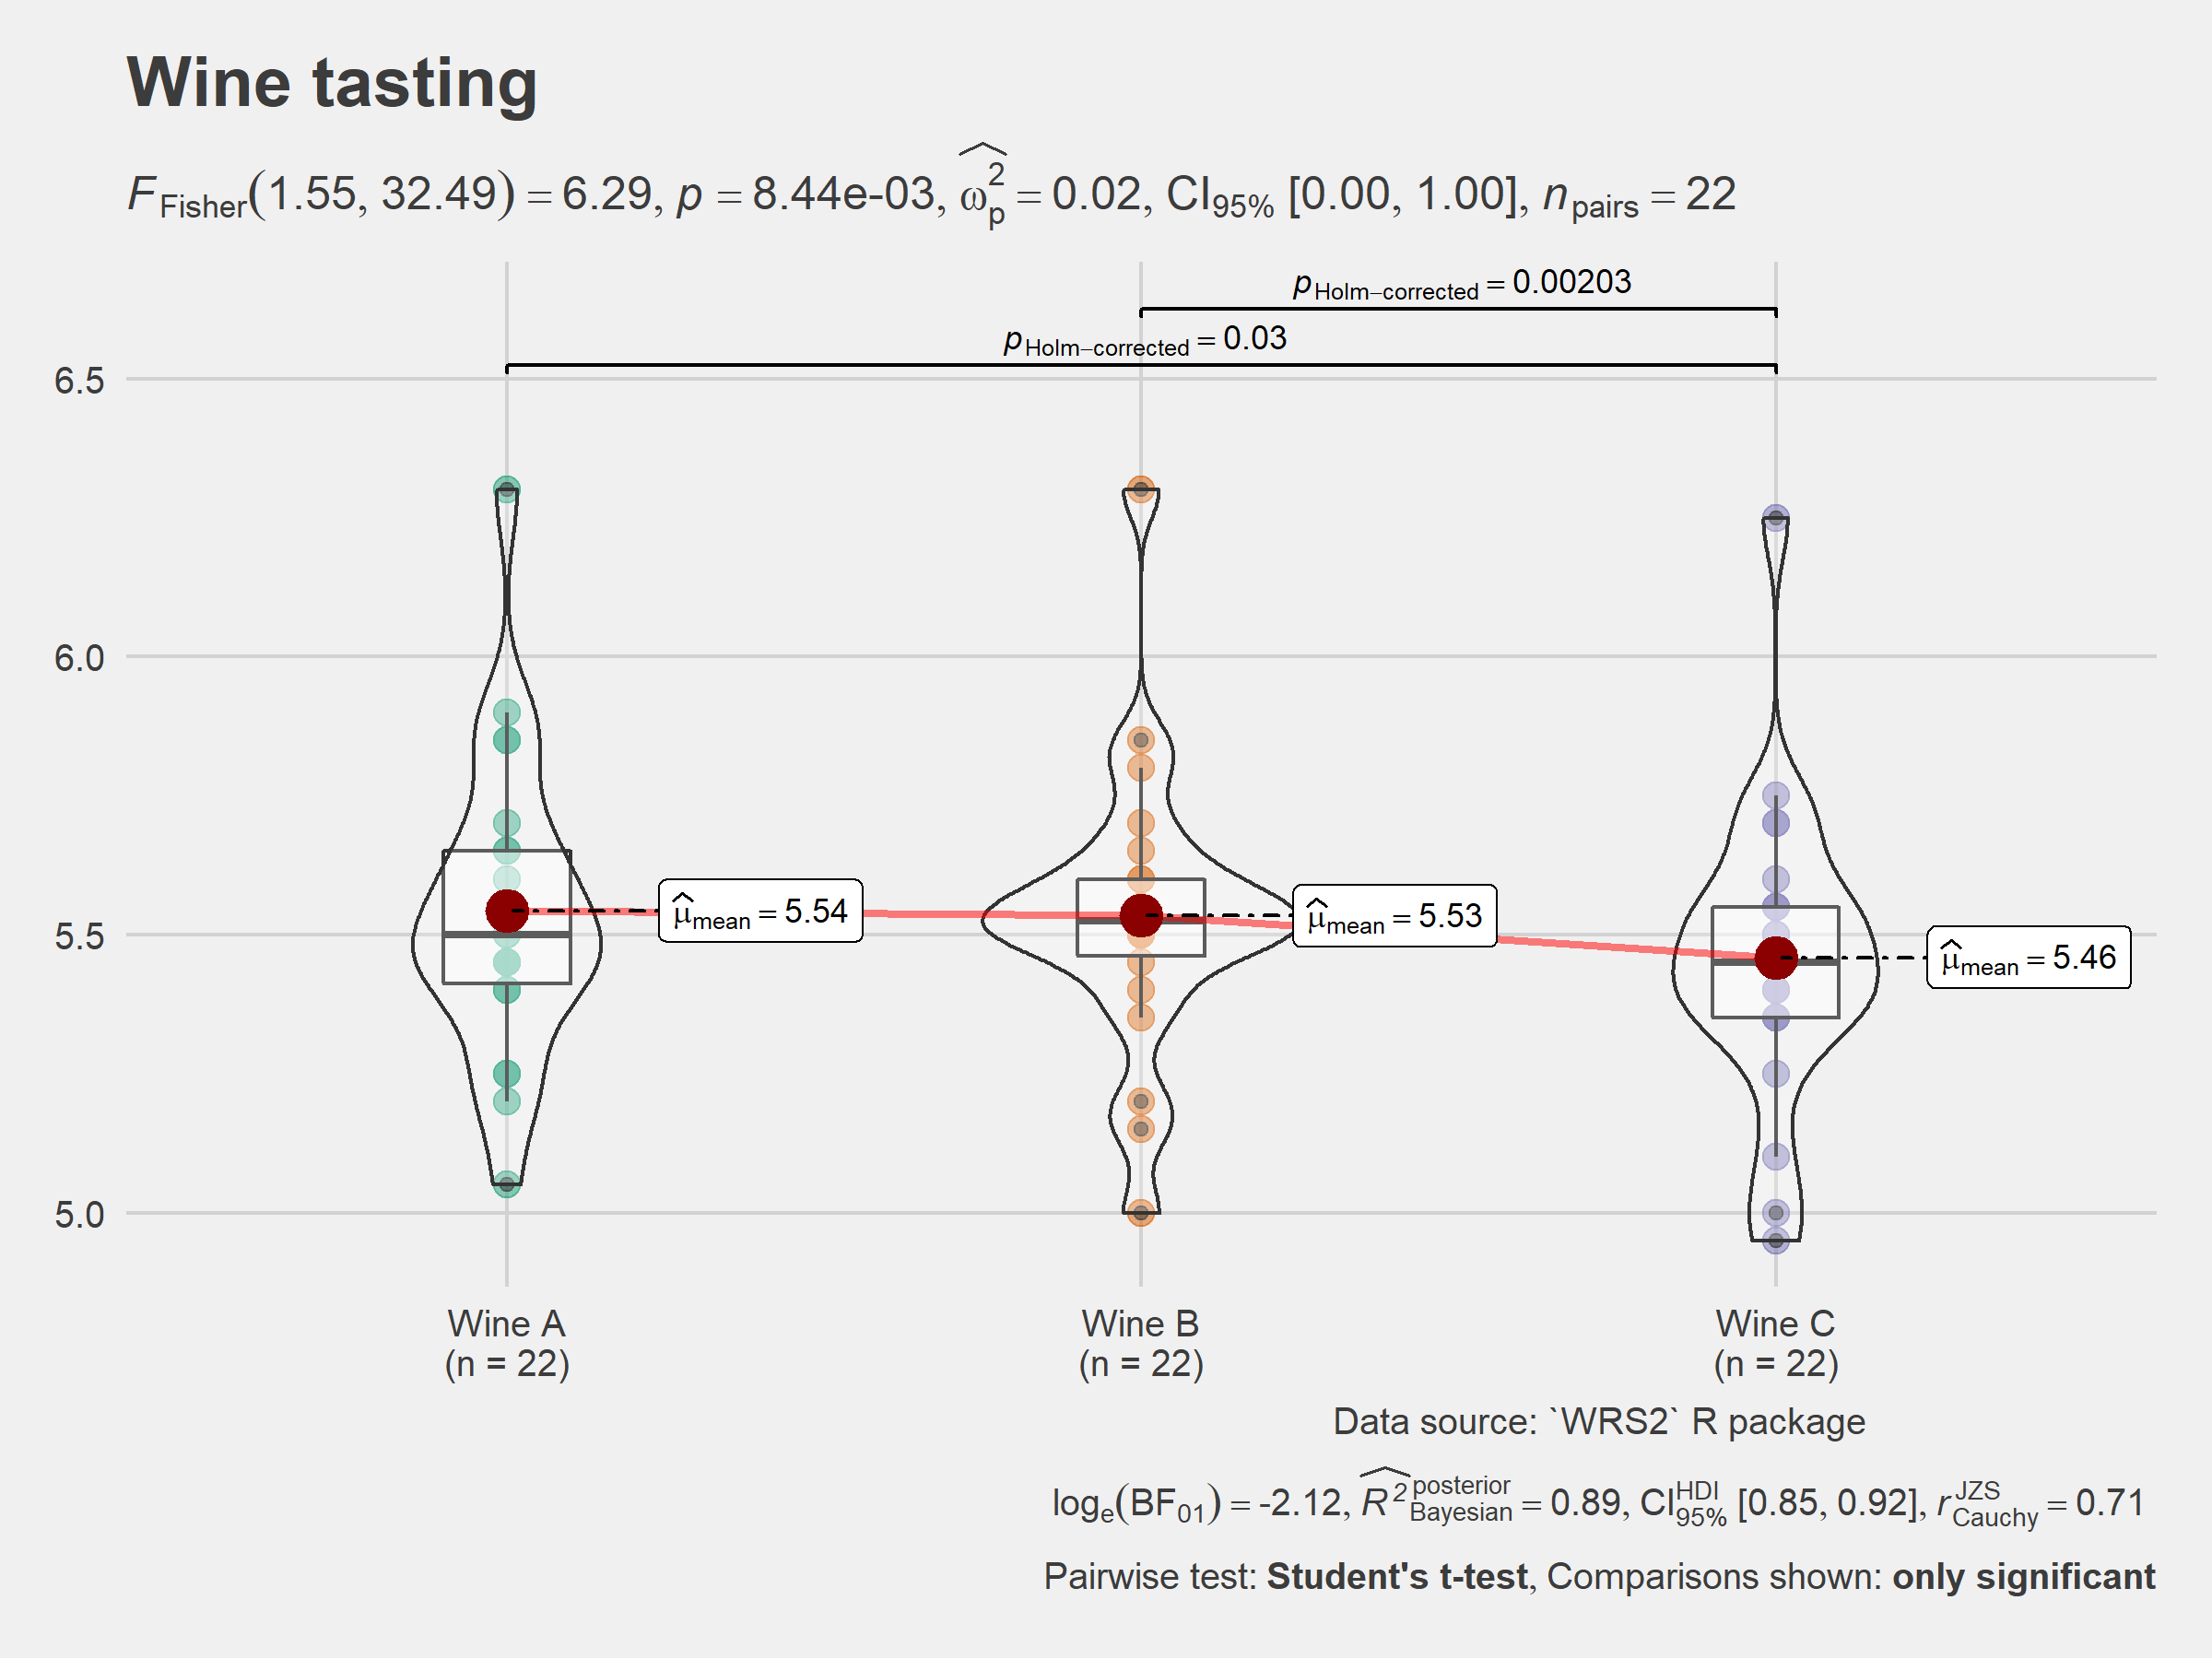 Wine tasting
F Fisher(1.55, 32.49) = 6.29, p = 8.44e-03, ω̂²p = 0.02, CI95% [0.00, 1.00], npairs = 22
pHolm−corrected = 0.00203
pHolm−corrected = 0.03
6.5
6.0
5.5
5.0
μ̂mean = 5.54
μ̂mean = 5.53
μ̂mean = 5.46
Wine A
(n = 22)
Wine B
(n = 22)
Wine C
(n = 22)
Data source: `WRS2` R package
loge(BF01) = -2.12, R̂² posterior Bayesian = 0.89, CI HDI 95% [0.85, 0.92], r JZS Cauchy = 0.71
Pairwise test: Student's t-test, Comparisons shown: only significant